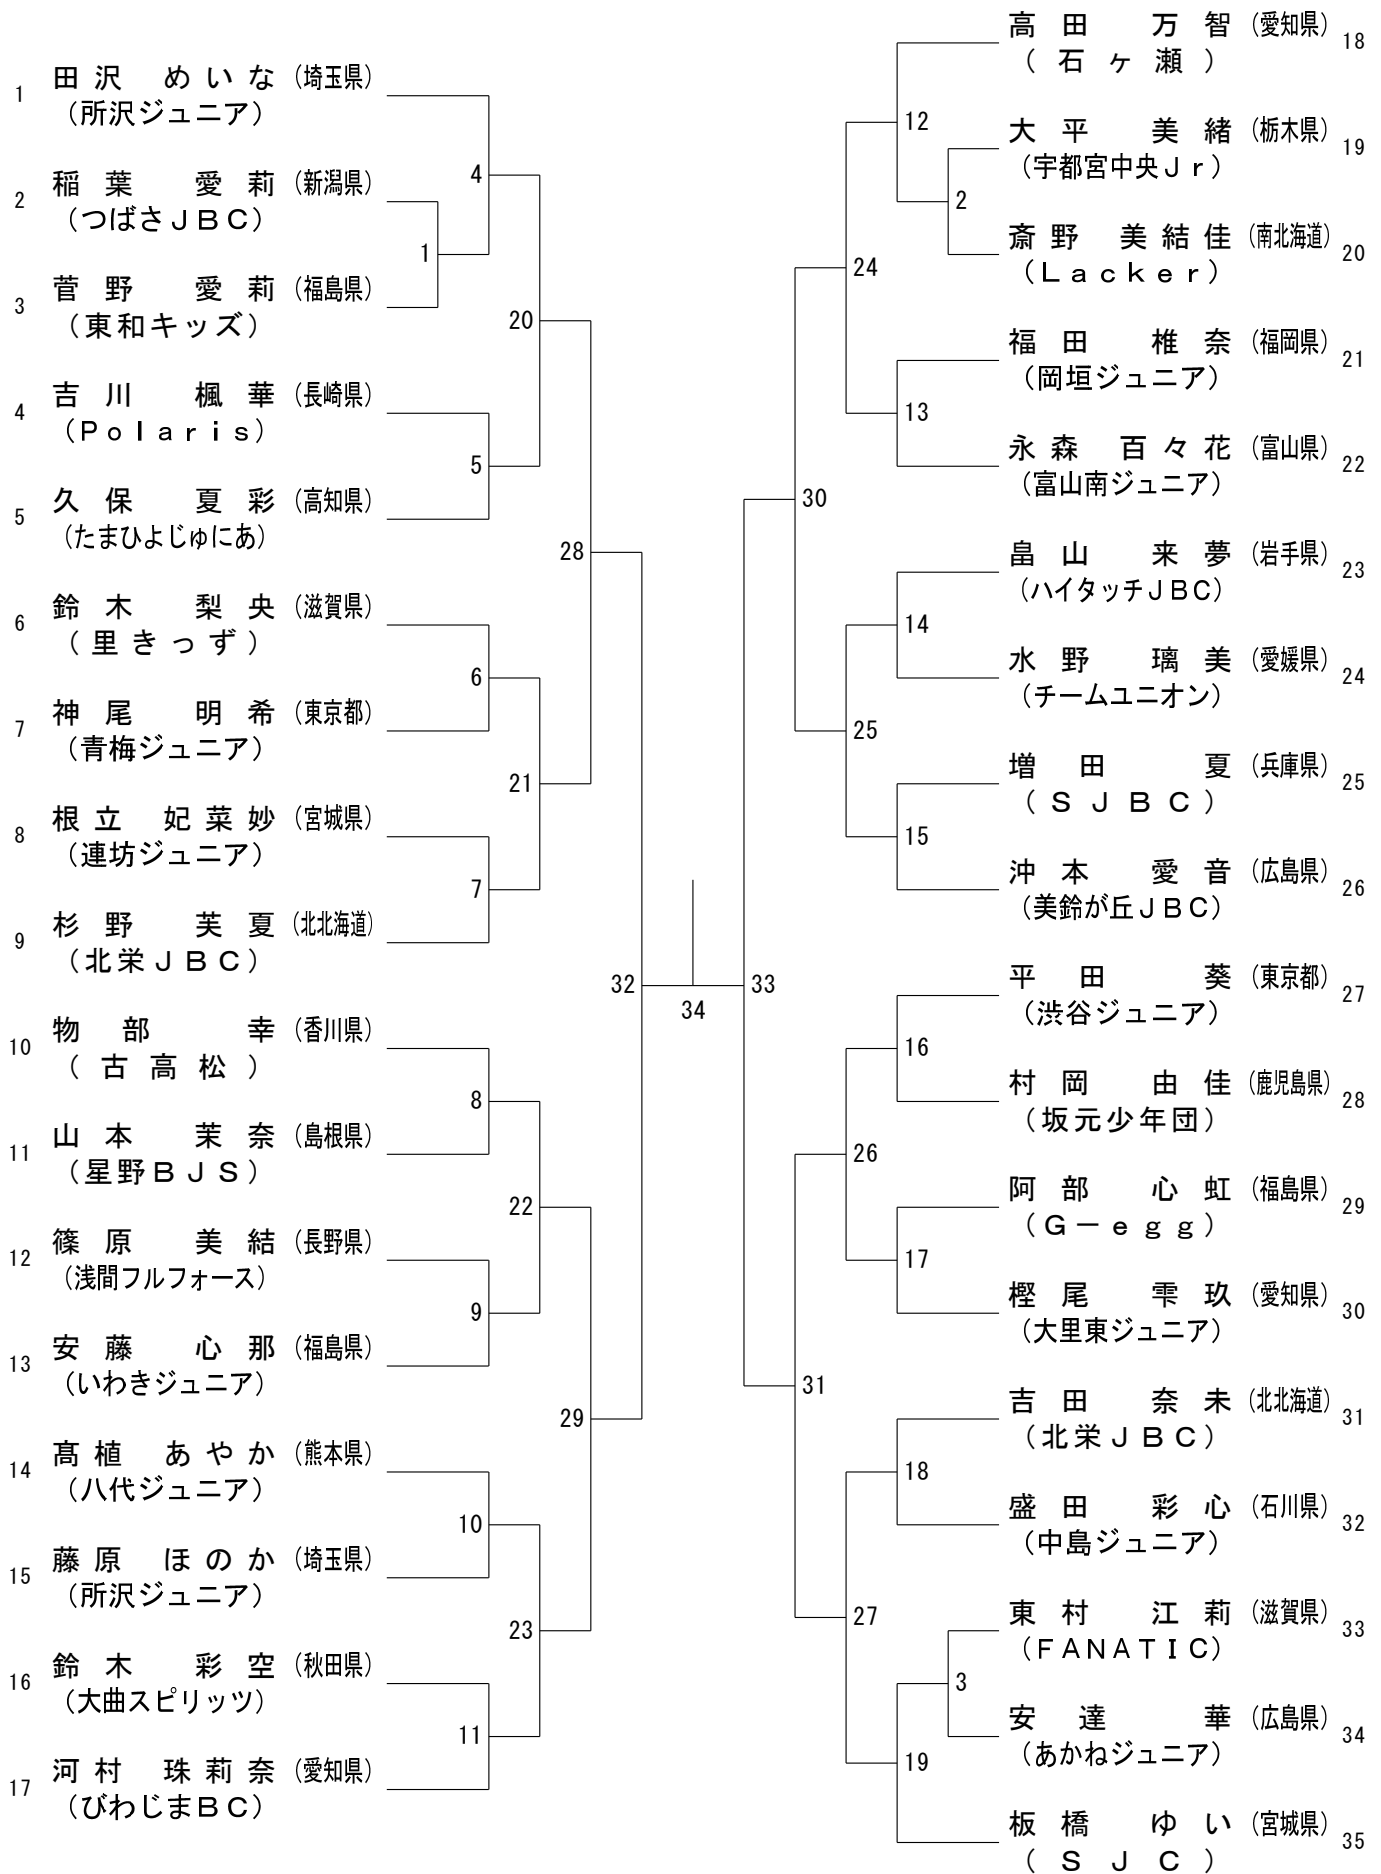 1 田沢 めいな (埼玉県)
(所沢ジュニア)
2 稲葉 愛莉 (新潟県)
(つばさJBC)
3 菅野 愛莉 (福島県)
(東和キッズ)
4 吉川 楓華 (長崎県)
(Polaris)
5 久保 夏彩 (高知県)
(たまひよじゅにあ)
6 鈴木 梨央 (滋賀県)
(里きっず)
7 神尾 明希 (東京都)
(青梅ジュニア)
8 根立 妃菜妙 (宮城県)
(連坊ジュニア)
9 杉野 芙夏 (北北海道)
(北栄JBC)
10 物部 幸 (香川県)
(古高松)
11 山本 茉奈 (島根県)
(星野BJS)
12 篠原 美結 (長野県)
(浅間フルフォース)
13 安藤 心那 (福島県)
(いわきジュニア)
14 髙植 あやか (熊本県)
(八代ジュニア)
15 藤原 ほのか (埼玉県)
(所沢ジュニア)
16 鈴木 彩空 (秋田県)
(大曲スピリッツ)
17 河村 珠莉奈 (愛知県)
(びわじまBC)
1
4
5
6
7
8
9
10
11
20
21
22
23
28
29
32
34
33
30
31
24
25
26
27
12
2
13
14
15
16
17
18
3
19
高田 万智 (愛知県) 18
(石ヶ瀬)
大平 美緒 (栃木県) 19
(宇都宮中央Jr)
斎野 美結佳 (南北海道) 20
(Lacker)
福田 椎奈 (福岡県) 21
(岡垣ジュニア)
永森 百々花 (富山県) 22
(富山南ジュニア)
畠山 来夢 (岩手県) 23
(ハイタッチJBC)
水野 璃美 (愛媛県) 24
(チームユニオン)
増田 夏 (兵庫県) 25
(SJBC)
沖本 愛音 (広島県) 26
(美鈴が丘JBC)
平田 葵 (東京都) 27
(渋谷ジュニア)
村岡 由佳 (鹿児島県) 28
(坂元少年団)
阿部 心虹 (福島県) 29
(G-egg)
樫尾 雫玖 (愛知県) 30
(大里東ジュニア)
吉田 奈未 (北北海道) 31
(北栄JBC)
盛田 彩心 (石川県) 32
(中島ジュニア)
東村 江莉 (滋賀県) 33
(FANATIC)
安達 華 (広島県) 34
(あかねジュニア)
板橋 ゆい (宮城県) 35
(SJC)